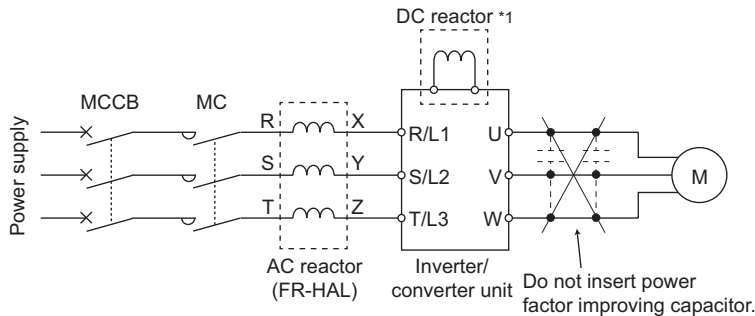 DC reactor *1
MCCB
MC
R
X
R/L1
U
S
Y
S/L2
V
M
T
Z
T/L3
W
Power supply
AC reactor
(FR-HAL)
Inverter/
converter unit
Do not insert power
factor improving capacitor.